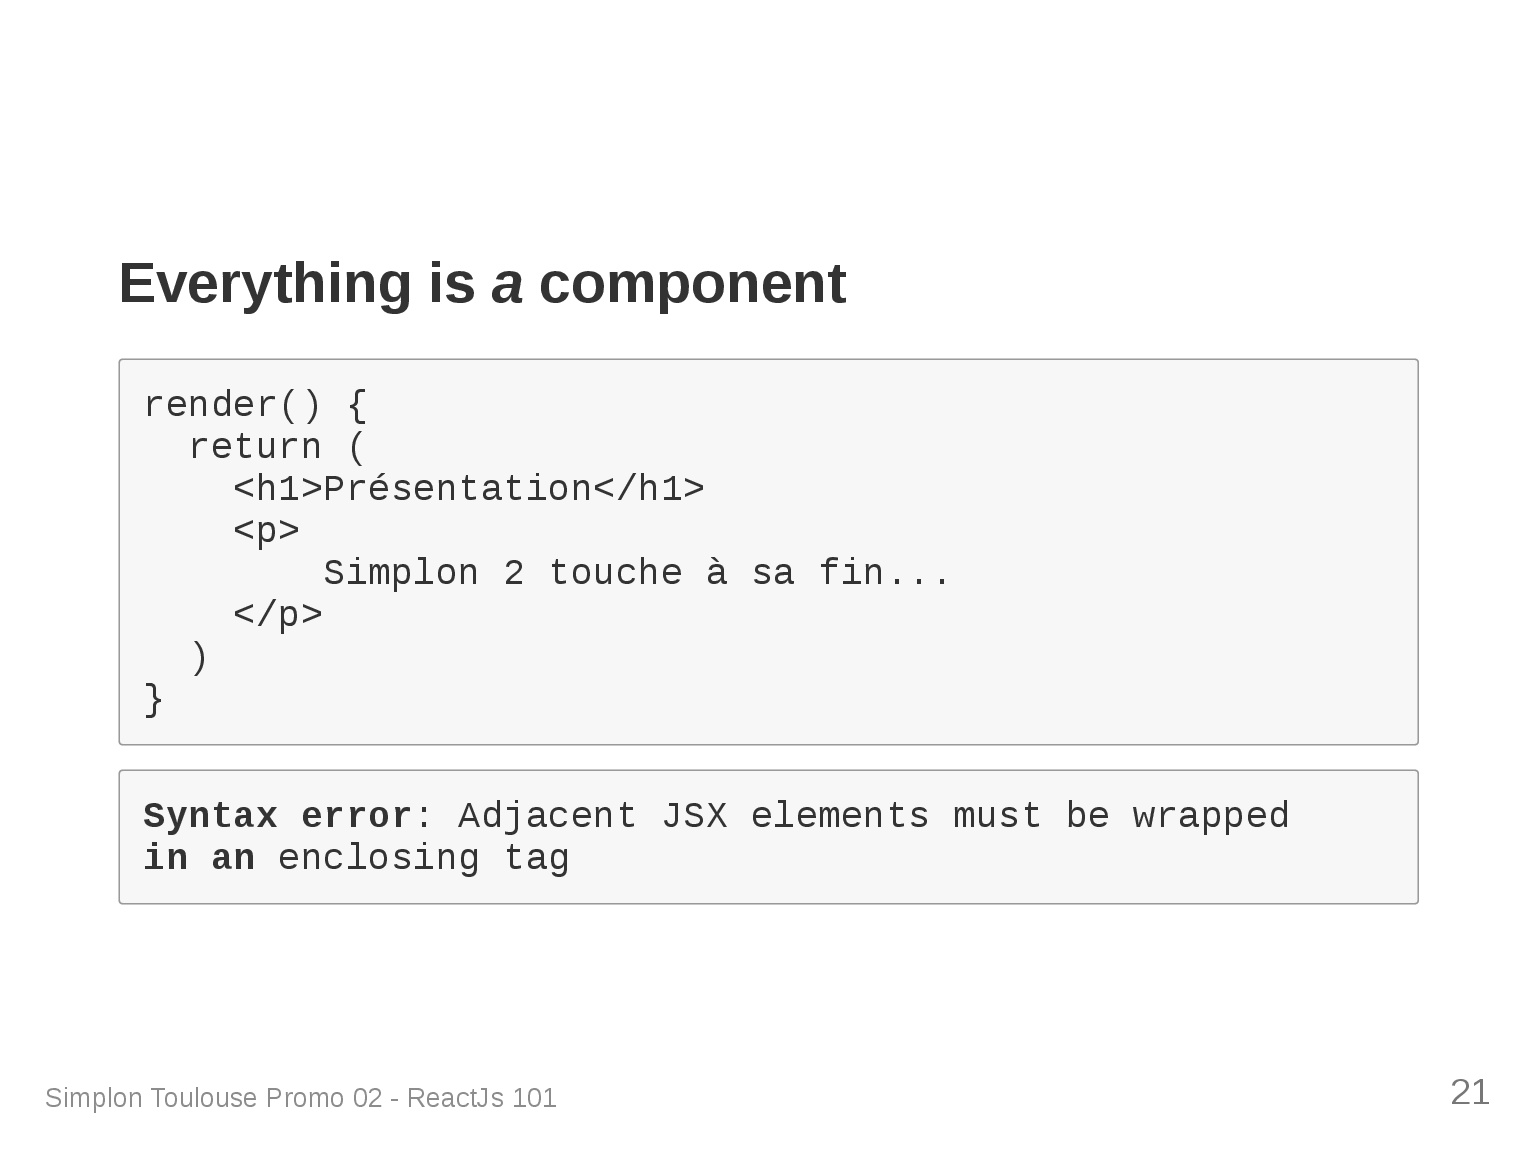 Everything is a component
render() {
  return (
    <h1>Présentation</h1>
    <p>
        Simplon 2 touche à sa fin...
    </p>
  )
}
Syntax error: Adjacent JSX elements must be wrapped
in an enclosing tag
Simplon Toulouse Promo 02 - ReactJs 101
21